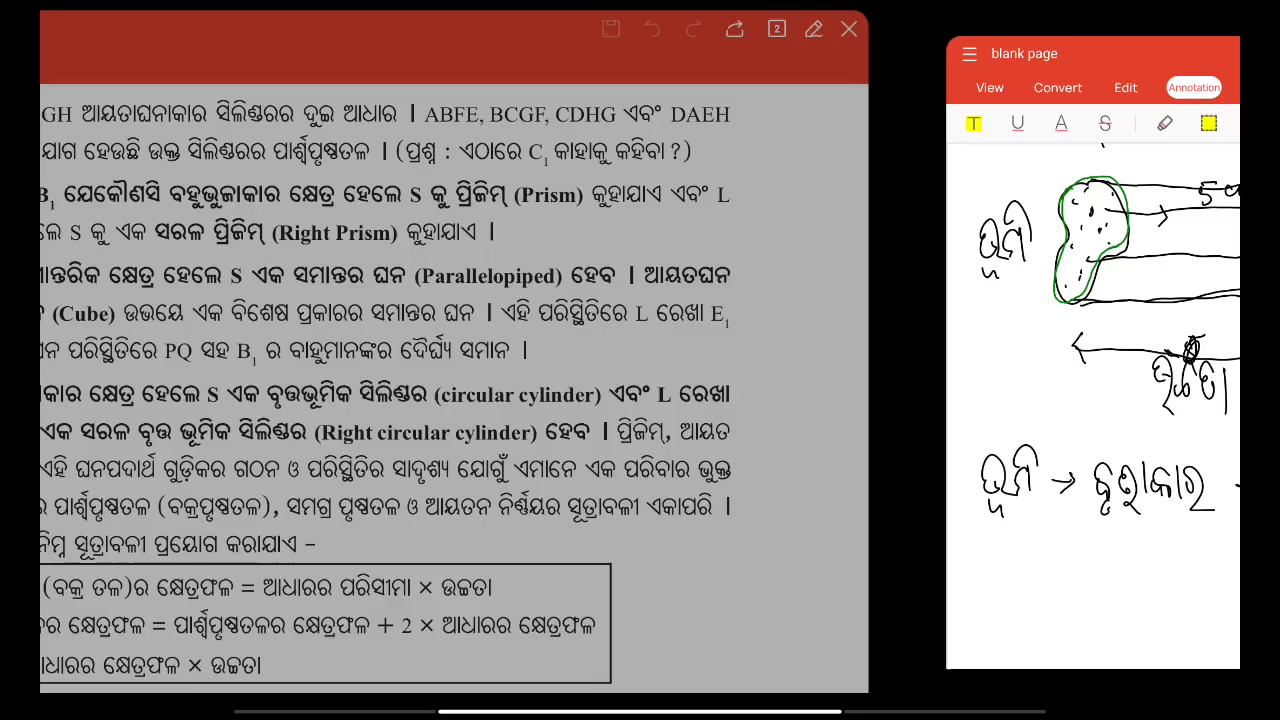 2
GH ଆୟତାଘନାକାର ସିଲିଣ୍ଡରର ଦୁଇ ଆଧାର । ABFE, BCGF, CDHG ଏବଂ DAEH
ଯୋଗ ହେଉଛି ଉକ୍ତ ସିଲିଣ୍ଡରର ପାର୍ଶ୍ୱପୃଷ୍ଠତଳ । (ପ୍ରଶ୍ନ : ଏଠାରେ C₁ କାହାକୁ କହିବା ?)
B₁ ଯେକୌଣସି ବହୁଭୁଜାକାର କ୍ଷେତ୍ର ହେଲେ S କୁ ପ୍ରିଜିମ୍ (Prism) କୁହାଯାଏ ଏବଂ L
ଲେ S କୁ ଏକ ସରଳ ପ୍ରିଜିମ୍ (Right Prism) କୁହାଯାଏ ।
ମାନ୍ତରିକ କ୍ଷେତ୍ର ହେଲେ S ଏକ ସମାନ୍ତର ଘନ (Parallelopiped) ହେବ । ଆୟତଘନ
(Cube) ଉଭୟେ ଏକ ବିଶେଷ ପ୍ରକାରର ସମାନ୍ତର ଘନ । ଏହି ପରିସ୍ଥିତିରେ L ରେଖା E₁
ଘନ ପରିସ୍ଥିତିରେ PQ ସହ B₁ ର ବାହୁମାନଙ୍କର ଦୈର୍ଘ୍ୟ ସମାନ ।
କାର କ୍ଷେତ୍ର ହେଲେ S ଏକ ବୃତ୍ତଭୂମିକ ସିଲିଣ୍ଡର (circular cylinder) ଏବଂ L ରେଖା
ଏକ ସରଳ ବୃତ୍ତ ଭୂମିକ ସିଲିଣ୍ଡର (Right circular cylinder) ହେବ । ପ୍ରିଜିମ୍, ଆୟତ
ଏହି ଘନପଦାର୍ଥ ଗୁଡ଼ିକର ଗଠନ ଓ ପରିସ୍ଥିତିର ସାଦୃଶ୍ୟ ଯୋଗୁଁ ଏମାନେ ଏକ ପରିବାର ଭୁକ୍ତ
ପାର୍ଶ୍ୱପୃଷ୍ଠତଳ (ବକ୍ରପୃଷ୍ଠତଳ), ସମଗ୍ର ପୃଷ୍ଠତଳ ଓ ଆୟତନ ନିର୍ଣ୍ଣୟର ସୂତ୍ରାବଳୀ ଏକାପରି ।
ନିମ୍ନ ସୂତ୍ରାବଳୀ ପ୍ରୟୋଗ କରାଯାଏ –
(ବକ୍ର ତଳ)ର କ୍ଷେତ୍ରଫଳ = ଆଧାରର ପରିସୀମା × ଉଚ୍ଚତା
ର କ୍ଷେତ୍ରଫଳ = ପାର୍ଶ୍ୱପୃଷ୍ଠତଳର କ୍ଷେତ୍ରଫଳ + 2 × ଆଧାରର କ୍ଷେତ୍ରଫଳ
ଆଧାରର କ୍ଷେତ୍ରଫଳ × ଉଚ୍ଚତା
blank page
View Convert Edit Annotation
T U A S
ଭୂମି
ଉଚ୍ଚତା
ଭୂମି → ବୃତ୍ତାକାର